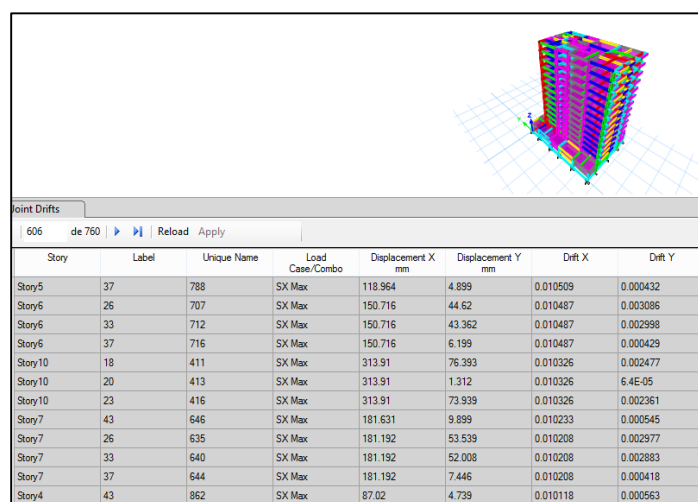 Z
Joint Drifts
606 de 760 Reload Apply
Story Label Unique Name Load Case/Combo Displacement X mm Displacement Y mm Drift X Drift Y
Story5 37 788 SX Max 118.964 4.899 0.010509 0.000432
Story6 26 707 SX Max 150.716 44.62 0.010487 0.003086
Story6 33 712 SX Max 150.716 43.362 0.010487 0.002998
Story6 37 716 SX Max 150.716 6.199 0.010487 0.000429
Story10 18 411 SX Max 313.91 76.393 0.010326 0.002477
Story10 20 413 SX Max 313.91 1.312 0.010326 6.4E-05
Story10 23 416 SX Max 313.91 73.939 0.010326 0.002361
Story7 43 646 SX Max 181.631 9.899 0.010233 0.000545
Story7 26 635 SX Max 181.192 53.539 0.010208 0.002977
Story7 33 640 SX Max 181.192 52.008 0.010208 0.002883
Story7 37 644 SX Max 181.192 7.446 0.010208 0.000418
Story4 43 862 SX Max 87.02 4.739 0.010118 0.000563